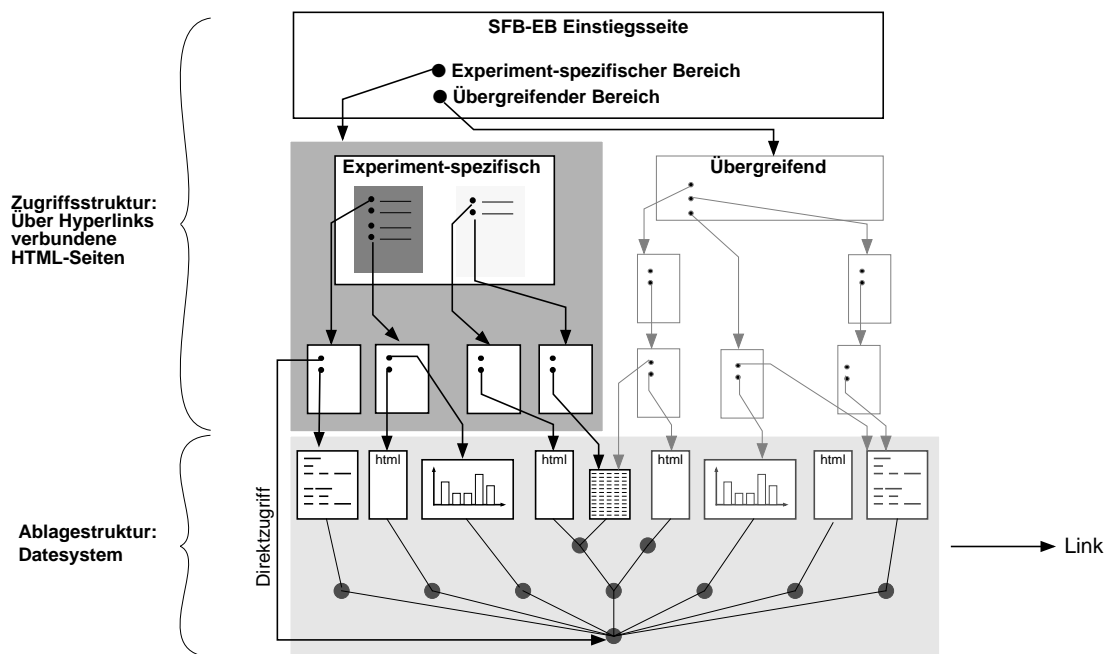 SFB-EB Einstiegsseite
Experiment-spezifischer Bereich
Übergreifender Bereich
Experiment-spezifisch
Übergreifend
Zugriffsstruktur:
Über Hyperlinks
verbundene
HTML-Seiten
html
html
html
html
Direktzugriff
Ablagestruktur:
Datesystem
Link